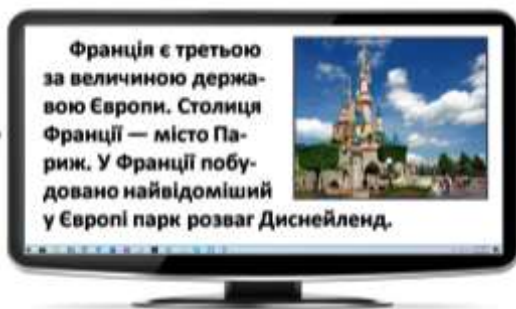 Франція є третьою
за величиною держа-
вою Європи. Столиця
Франції — місто Па-
риж. У Франції побу-
довано найвідоміший
у Європі парк розваг Диснейленд.